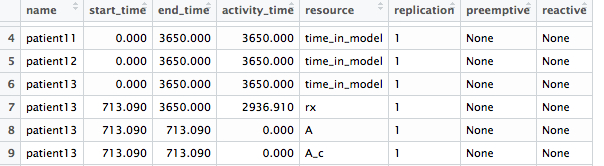 name start_time end_time activity_time resource replication preemptive reactive
4 patient11 0.000 3650.000 3650.000 time_in_model 1 None None
5 patient12 0.000 3650.000 3650.000 time_in_model 1 None None
6 patient13 0.000 3650.000 3650.000 time_in_model 1 None None
7 patient13 713.090 3650.000 2936.910 rx 1 None None
8 patient13 713.090 713.090 0.000 A 1 None None
9 patient13 713.090 713.090 0.000 A_c 1 None None